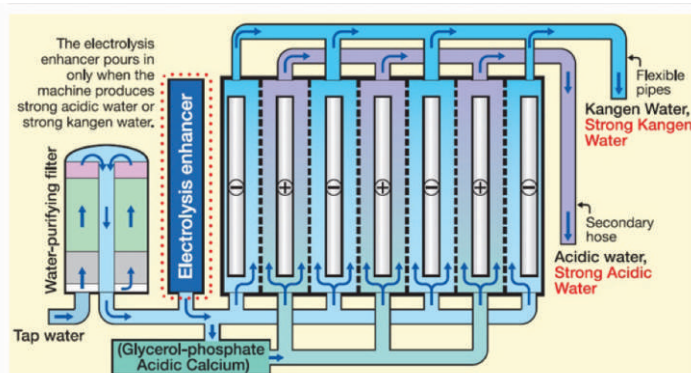 The electrolysis
enhancer pours in
only when the
machine produces
strong acidic water or
strong kangen water.
Water-purifying filter
Electrolysis enhancer
Tap water
(Glycerol-phosphate
Acidic Calcium)
− + − + − + −
Flexible
pipes
Kangen Water,
Strong Kangen
Water
Secondary
hose
Acidic water,
Strong Acidic
Water